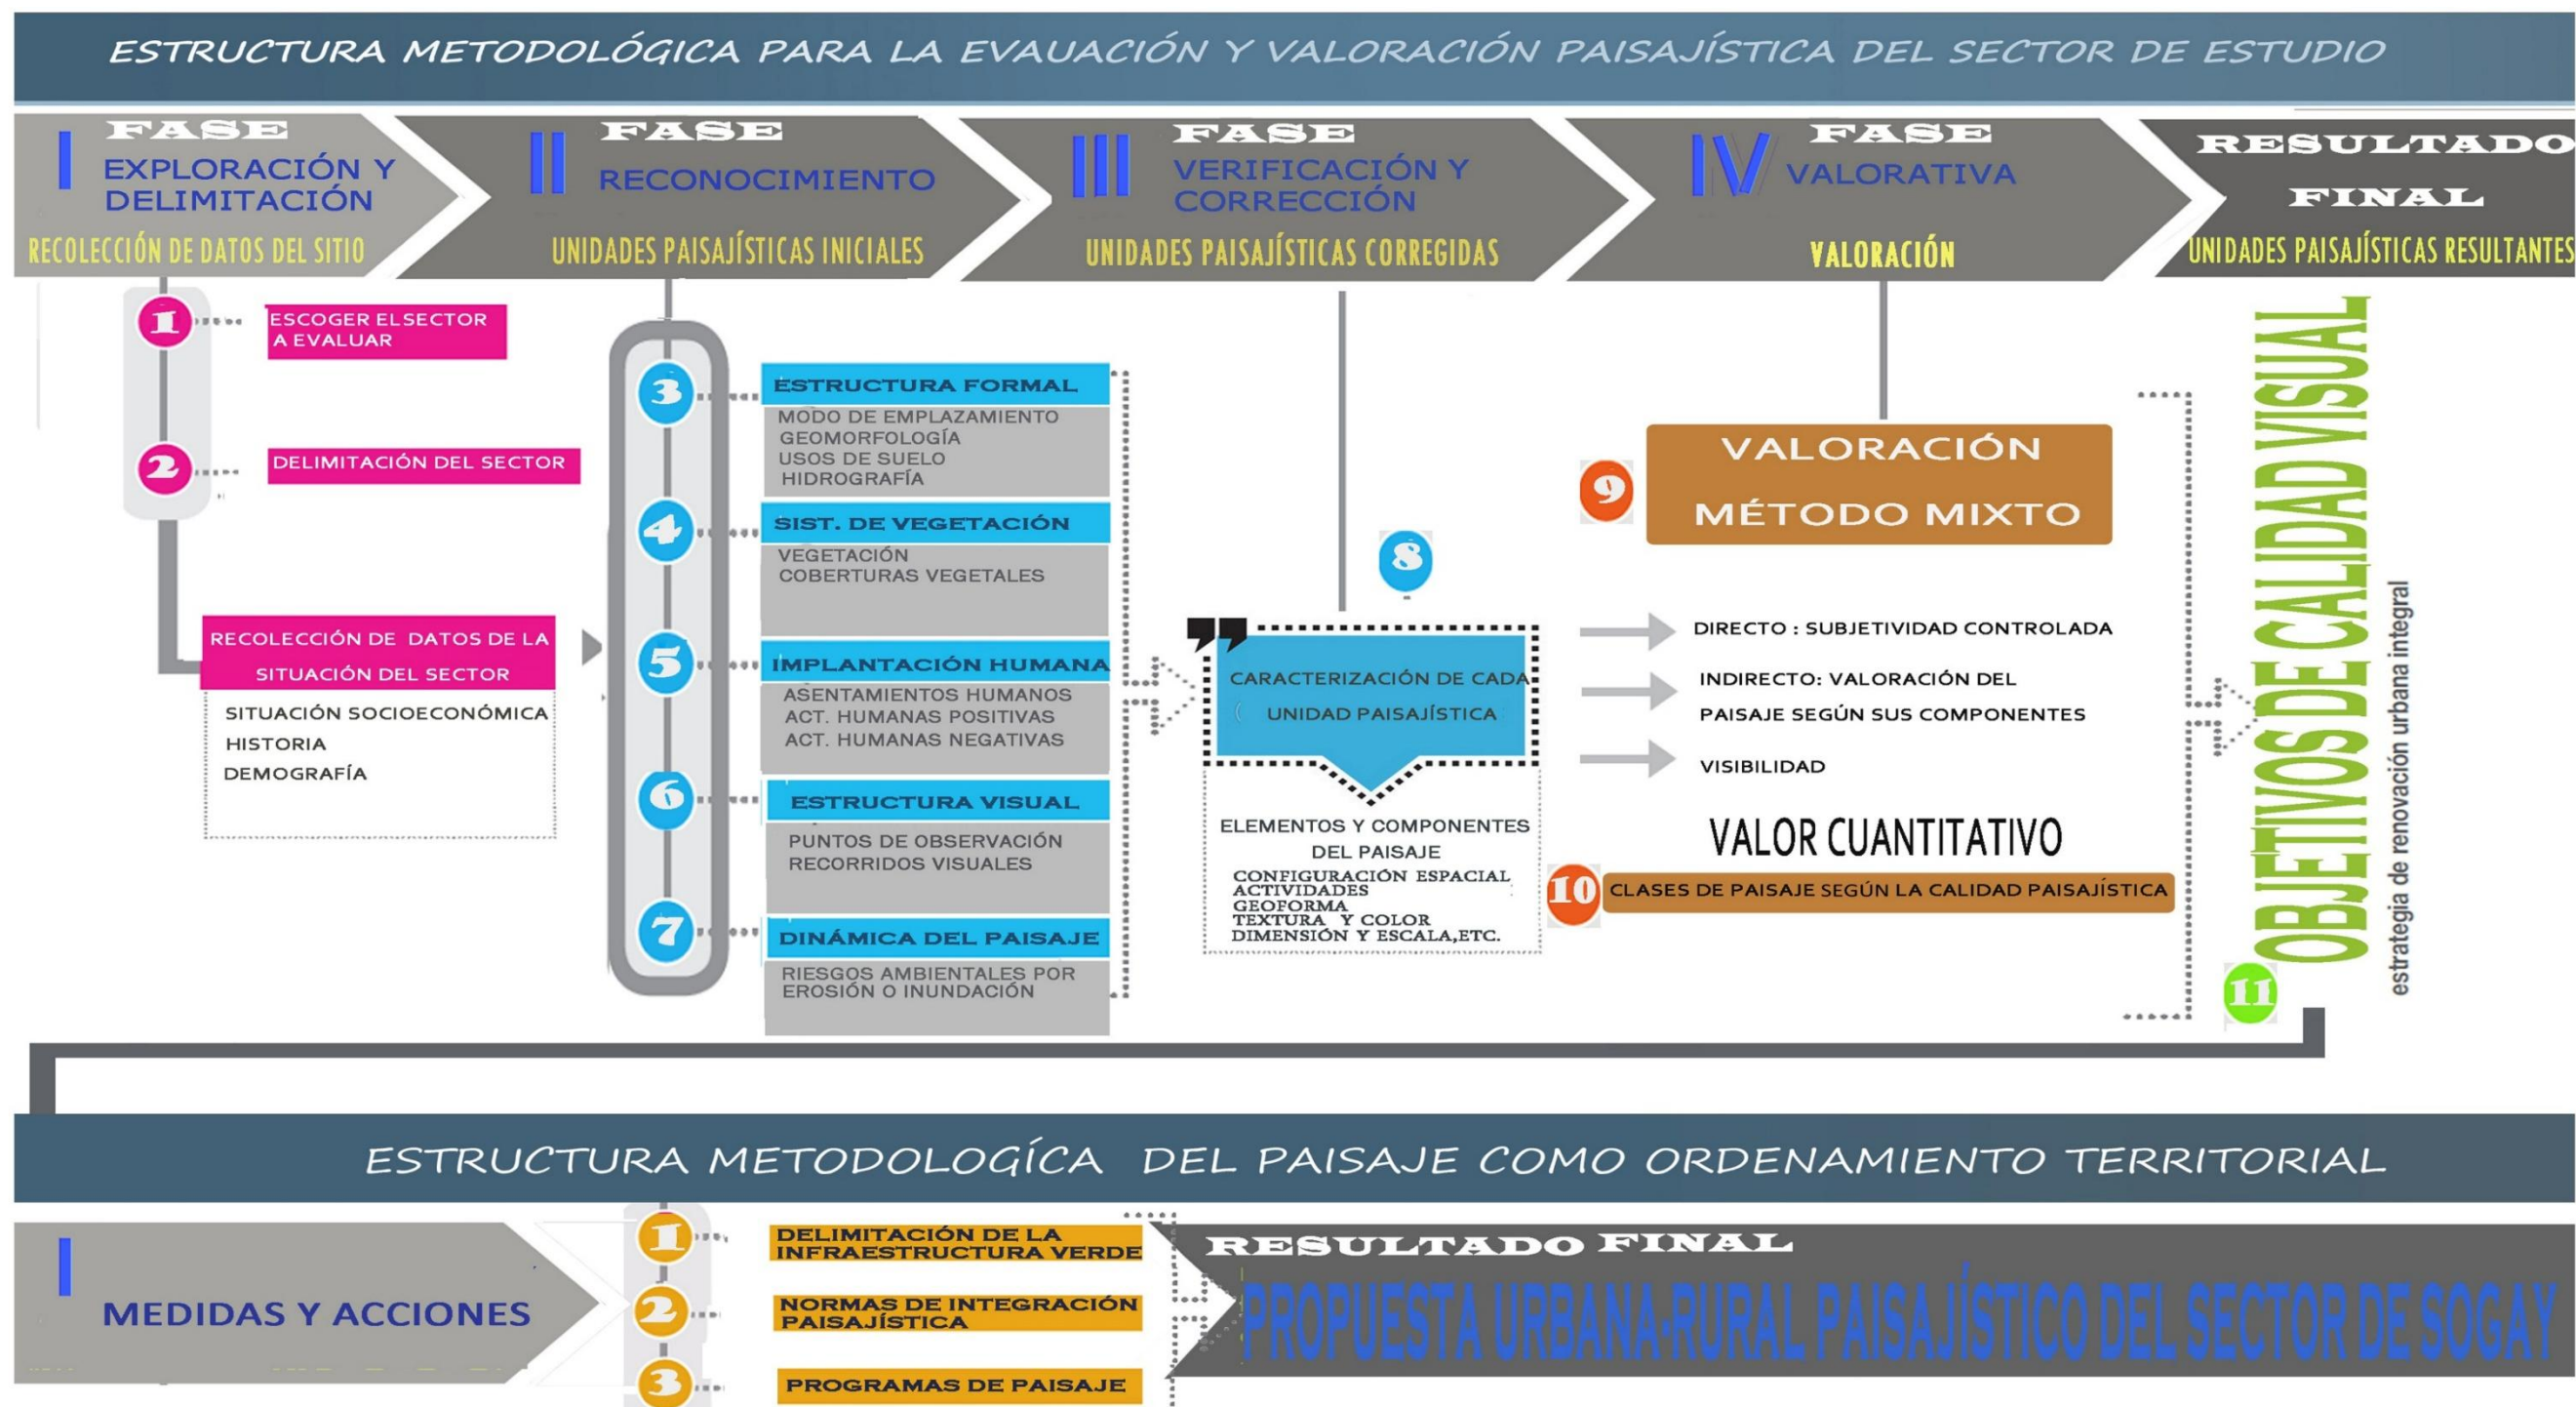 ESTRUCTURA METODOLÓGICA PARA LA EVAUACIÓN Y VALORACIÓN PAISAJÍSTICA DEL SECTOR DE ESTUDIO
I FASE
EXPLORACIÓN Y
DELIMITACIÓN
RECOLECCIÓN DE DATOS DEL SITIO
II FASE
RECONOCIMIENTO
UNIDADES PAISAJÍSTICAS INICIALES
III FASE
VERIFICACIÓN Y
CORRECCIÓN
UNIDADES PAISAJÍSTICAS CORREGIDAS
IV FASE
VALORATIVA
VALORACIÓN
RESULTADO
FINAL
UNIDADES PAISAJÍSTICAS RESULTANTES
1 ESCOGER ELSECTOR
A EVALUAR
2 DELIMITACIÓN DEL SECTOR
RECOLECCIÓN DE DATOS DE LA
SITUACIÓN DEL SECTOR
SITUACIÓN SOCIOECONÓMICA
HISTORIA
DEMOGRAFÍA
3 ESTRUCTURA FORMAL
MODO DE EMPLAZAMIENTO
GEOMORFOLOGÍA
USOS DE SUELO
HIDROGRAFÍA
4 SIST. DE VEGETACIÓN
VEGETACIÓN
COBERTURAS VEGETALES
5 IMPLANTACIÓN HUMANA
ASENTAMIENTOS HUMANOS
ACT. HUMANAS POSITIVAS
ACT. HUMANAS NEGATIVAS
6 ESTRUCTURA VISUAL
PUNTOS DE OBSERVACIÓN
RECORRIDOS VISUALES
7 DINÁMICA DEL PAISAJE
RIESGOS AMBIENTALES POR
EROSIÓN O INUNDACIÓN
8
CARACTERIZACIÓN DE CADA
( UNIDAD PAISAJÍSTICA
ELEMENTOS Y COMPONENTES
DEL PAISAJE
CONFIGURACIÓN ESPACIAL
ACTIVIDADES
GEOFORMA
TEXTURA Y COLOR
DIMENSIÓN Y ESCALA,ETC.
9 VALORACIÓN
MÉTODO MIXTO
DIRECTO : SUBJETIVIDAD CONTROLADA
INDIRECTO: VALORACIÓN DEL
PAISAJE SEGÚN SUS COMPONENTES
VISIBILIDAD
VALOR CUANTITATIVO
10 CLASES DE PAISAJE SEGÚN LA CALIDAD PAISAJÍSTICA
11 OBJETIVOS DE CALIDAD VISUAL
estrategia de renovación urbana integral
ESTRUCTURA METODOLOGÍCA DEL PAISAJE COMO ORDENAMIENTO TERRITORIAL
I
MEDIDAS Y ACCIONES
1 DELIMITACIÓN DE LA
INFRAESTRUCTURA VERDE
2 NORMAS DE INTEGRACIÓN
PAISAJÍSTICA
3 PROGRAMAS DE PAISAJE
RESULTADO FINAL
PROPUESTA URBANA-RURAL PAISAJÍSTICO DEL SECTOR DE SOGAY